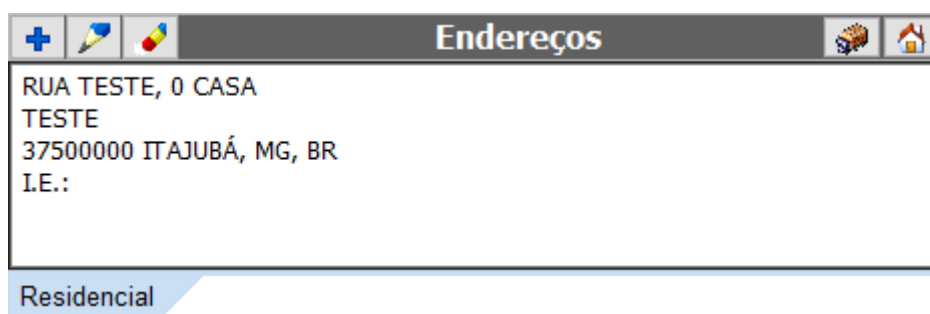 Endereços
RUA TESTE, 0 CASA
TESTE
37500000 ITAJUBÁ, MG, BR
I.E.:
Residencial